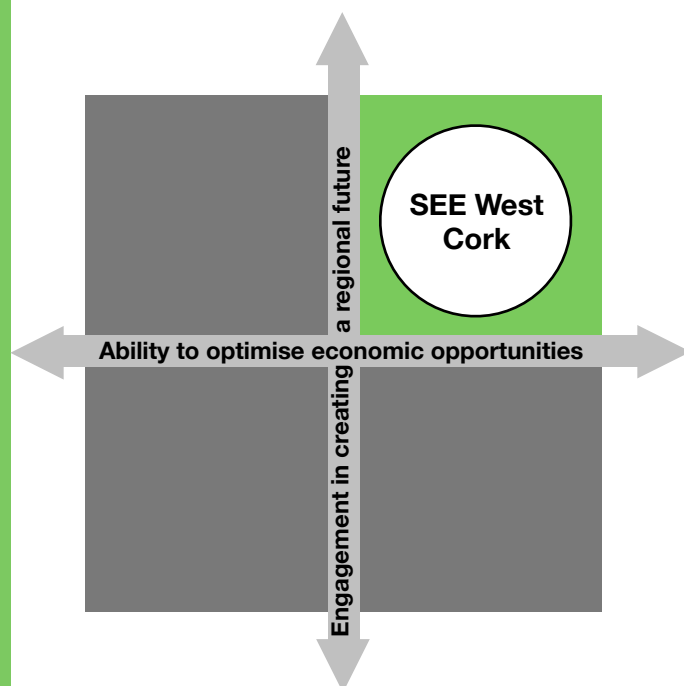 SEE West
Cork
Ability to optimise economic opportunities
Engagement in creating a regional future